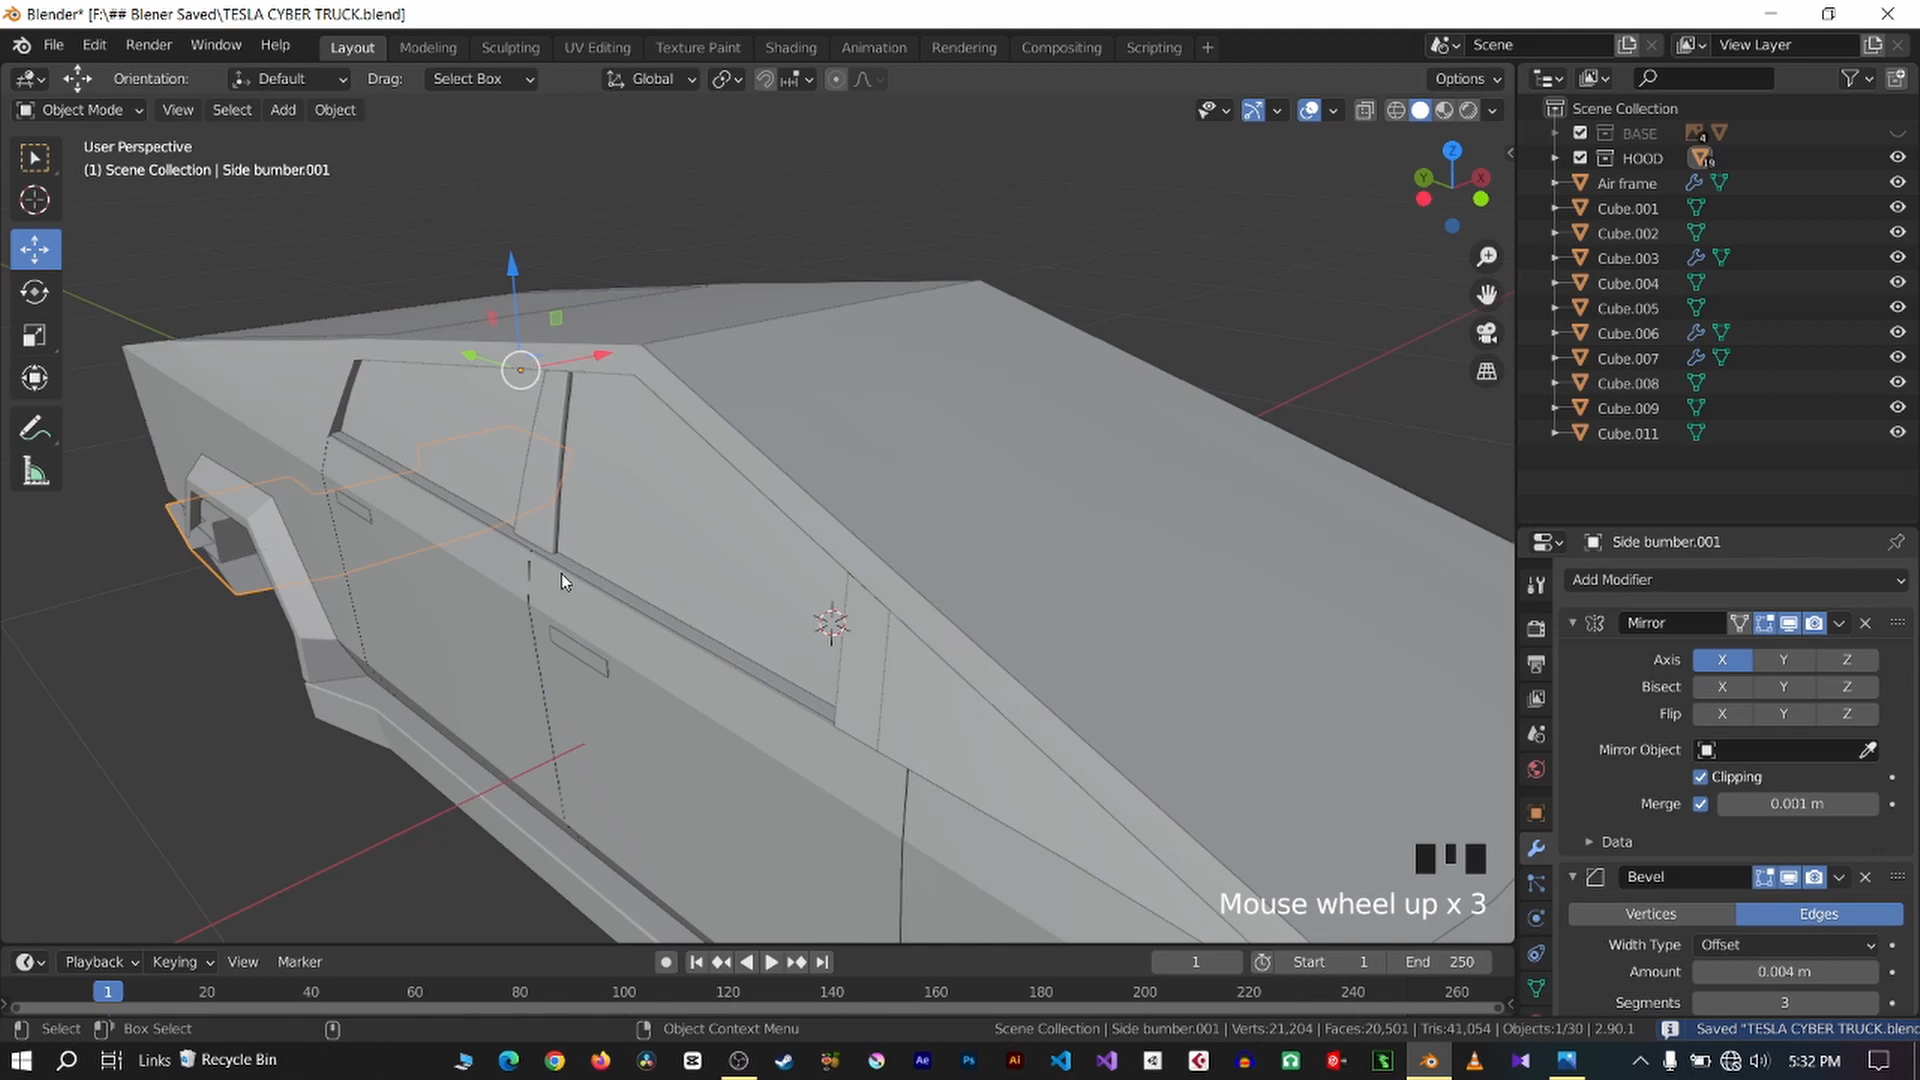 Blender* [F:\## Blener Saved\TESLA CYBER TRUCK.blend]
File Edit Render Window Help
Layout Modeling Sculpting UV Editing Texture Paint Shading Animation Rendering Compositing Scripting +
Scene
View Layer
Orientation: Default Drag: Select Box Global Options
Object Mode View Select Add Object
User Perspective
(1) Scene Collection | Side bumber.001
Z
Y
X
Scene Collection
BASE 4
HOOD 19
Air frame
Cube.001
Cube.002
Cube.003
Cube.004
Cube.005
Cube.006
Cube.007
Cube.008
Cube.009
Cube.011
Side bumber.001
Add Modifier
Mirror
Axis X Y Z
Bisect X Y Z
Flip X Y Z
Mirror Object
Clipping
Merge 0.001 m
Data
Bevel
Vertices Edges
Width Type Offset
Amount 0.004 m
Segments 3
Mouse wheel up x 3
Playback Keying View Marker
1 Start 1 End 250
1 20 40 60 80 100 120 140 160 180 200 220 240 260
Select Box Select Object Context Menu
Scene Collection | Side bumber.001 | Verts:21,204 | Faces:20,501 | Tris:41,054 | Objects:1/30 | 2.90.1
Saved "TESLA CYBER TRUCK.blend
Links Recycle Bin
Ae Ps Ai
5:32 PM